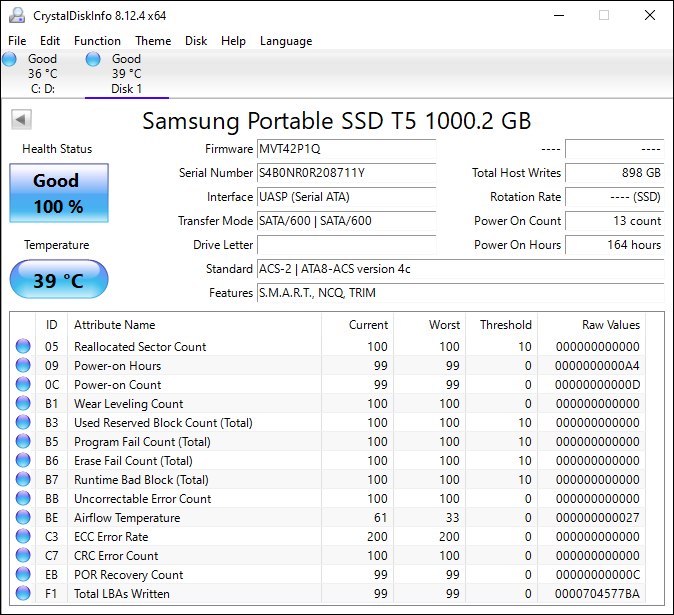 CrystalDiskInfo 8.12.4 x64
File Edit Function Theme Disk Help Language
Good Good
36 °C 39 °C
C: D: Disk 1
Samsung Portable SSD T5 1000.2 GB
Health Status
Good
100 %
Temperature
39 °C
Firmware MVT42P1Q ---- ----
Serial Number S4B0NR0R208711Y Total Host Writes 898 GB
Interface UASP (Serial ATA) Rotation Rate ---- (SSD)
Transfer Mode SATA/600 | SATA/600 Power On Count 13 count
Drive Letter Power On Hours 164 hours
Standard ACS-2 | ATA8-ACS version 4c
Features S.M.A.R.T., NCQ, TRIM
ID Attribute Name Current Worst Threshold Raw Values
05 Reallocated Sector Count 100 100 10 000000000000
09 Power-on Hours 99 99 0 0000000000A4
0C Power-on Count 99 99 0 00000000000D
B1 Wear Leveling Count 100 100 0 000000000000
B3 Used Reserved Block Count (Total) 100 100 10 000000000000
B5 Program Fail Count (Total) 100 100 10 000000000000
B6 Erase Fail Count (Total) 100 100 10 000000000000
B7 Runtime Bad Block (Total) 100 100 10 000000000000
BB Uncorrectable Error Count 100 100 0 000000000000
BE Airflow Temperature 61 33 0 000000000027
C3 ECC Error Rate 200 200 0 000000000000
C7 CRC Error Count 100 100 0 000000000000
EB POR Recovery Count 99 99 0 00000000000C
F1 Total LBAs Written 99 99 0 0000704577BA